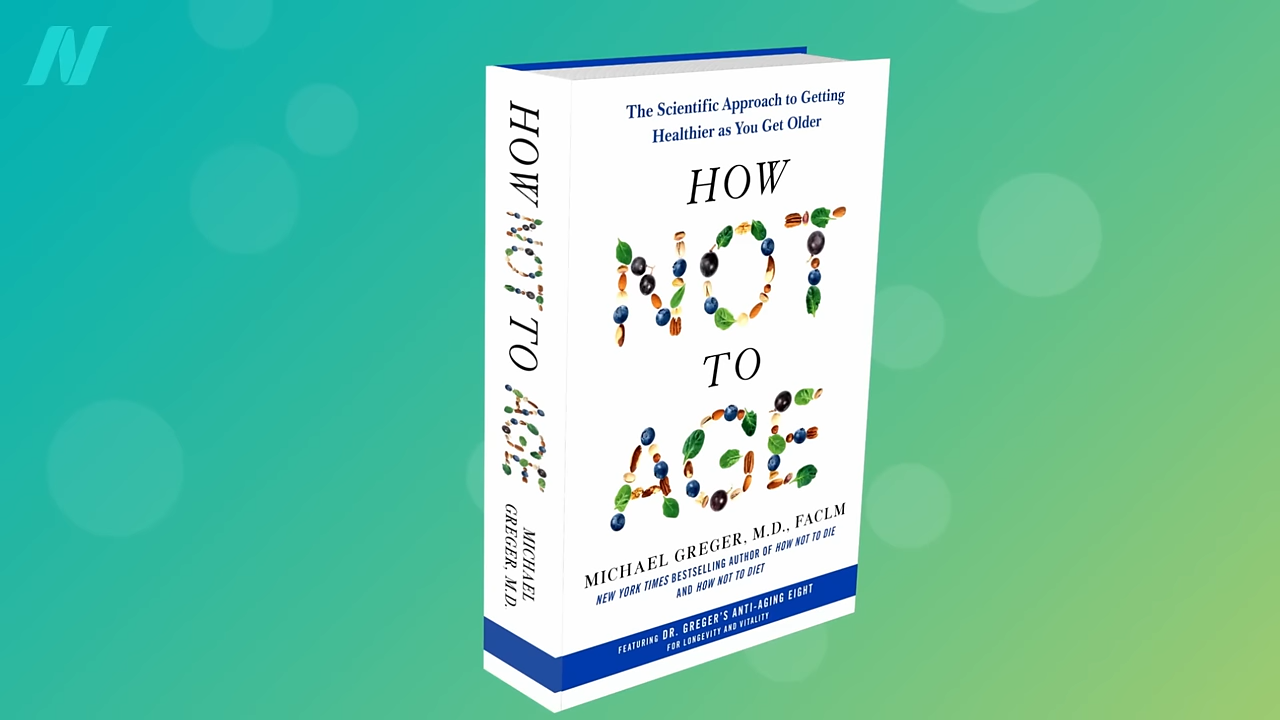 The Scientific Approach to Getting
Healthier as You Get Older
HOW
NOT
TO
AGE
MICHAEL GREGER, M.D., FACLM
NEW YORK TIMES BESTSELLING AUTHOR OF HOW NOT TO DIE
AND HOW NOT TO DIET
FEATURING DR. GREGER'S ANTI-AGING EIGHT
FOR LONGEVITY AND VITALITY
HOW NOT TO AGE
MICHAEL
GREGER, M.D.